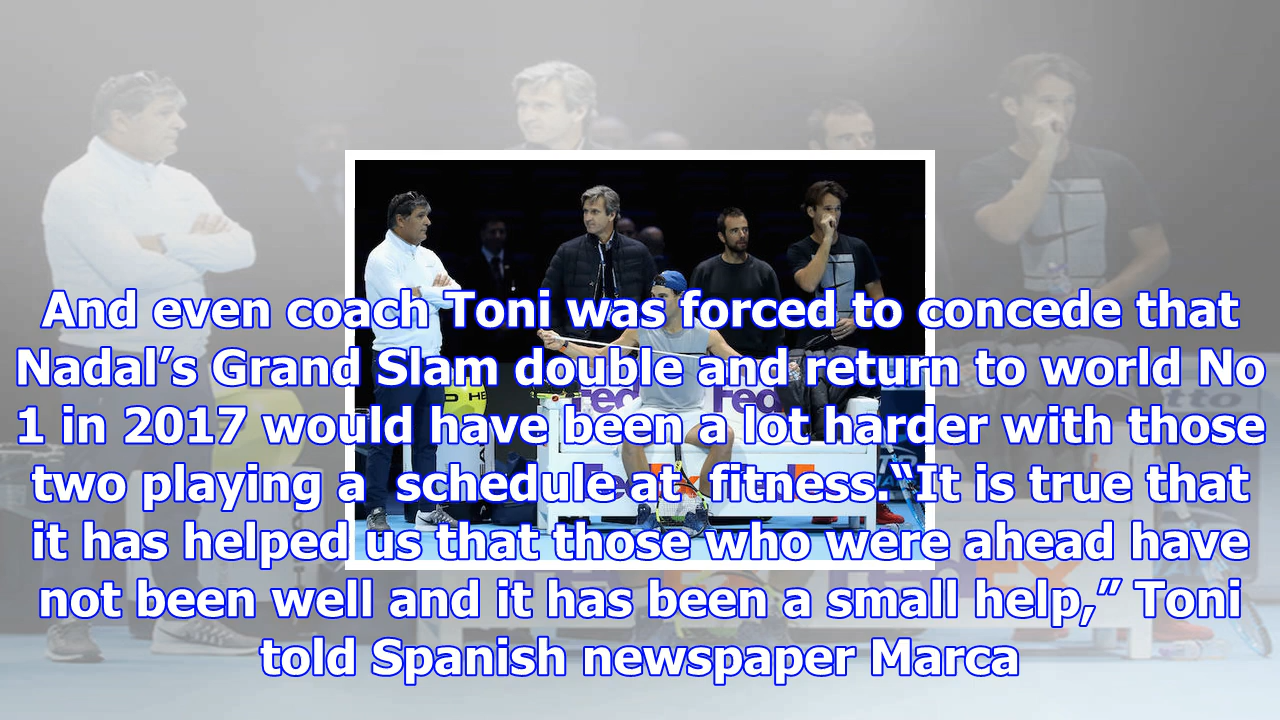 And even coach Toni was forced to concede that
Nadal’s Grand Slam double and return to world No
1 in 2017 would have been a lot harder with those
two playing a  schedule at  fitness.“It is true that
it has helped us that those who were ahead have
not been well and it has been a small help,” Toni
told Spanish newspaper Marca
FedEx